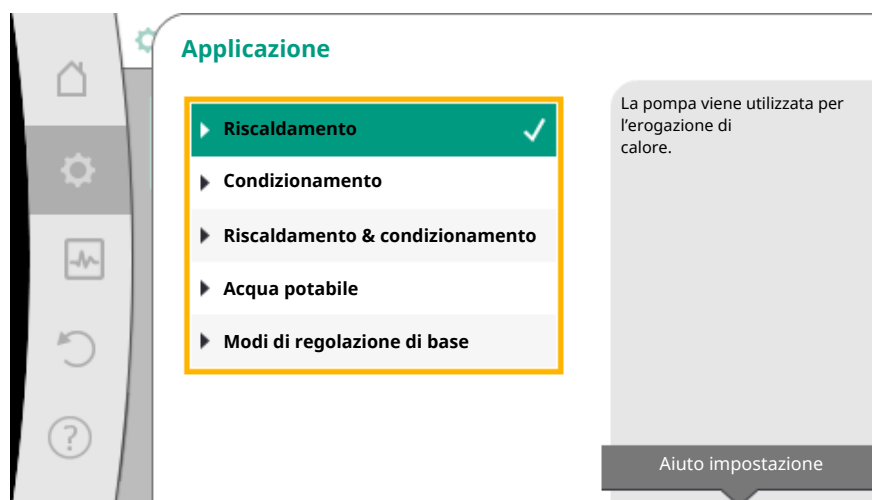 Applicazione
Riscaldamento
Condizionamento
Riscaldamento & condizionamento
Acqua potabile
Modi di regolazione di base
La pompa viene utilizzata per
l'erogazione di
calore.
Aiuto impostazione
?